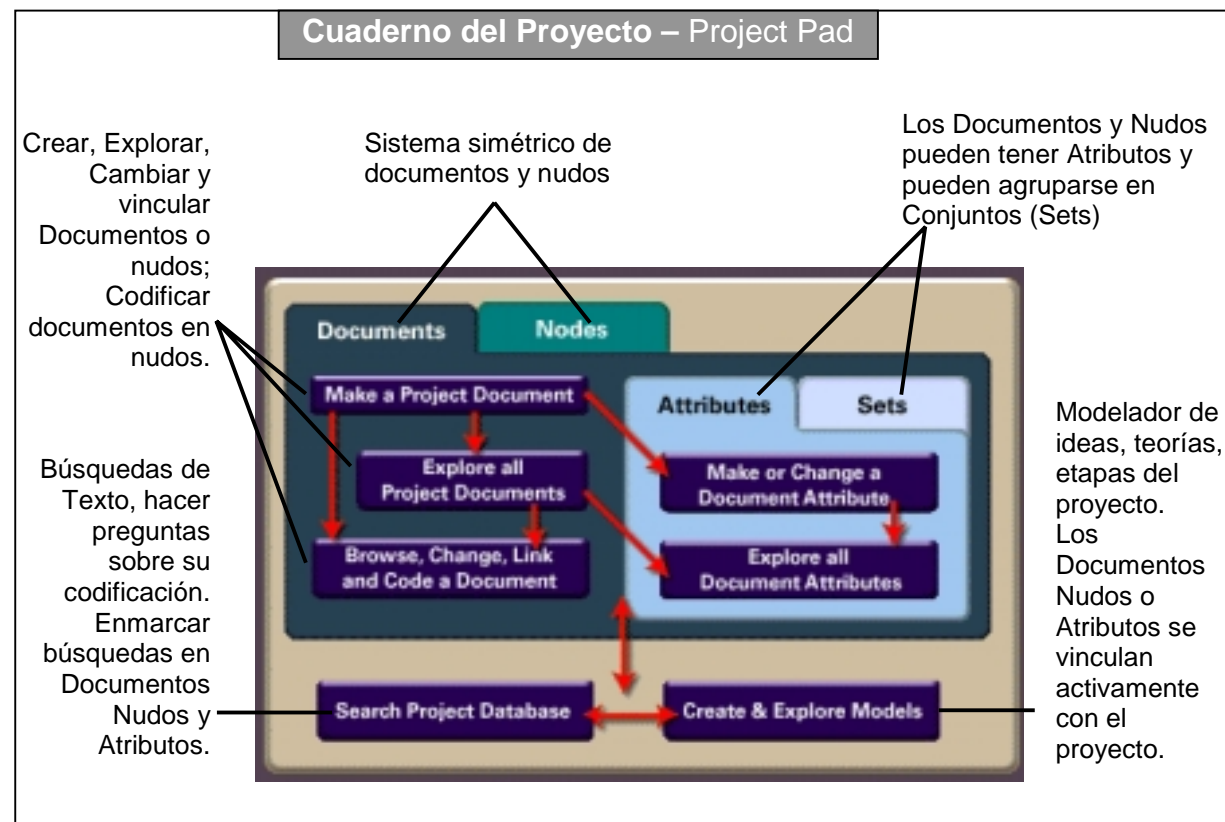 Cuaderno del Proyecto – Project Pad
Crear, Explorar,
Cambiar y
vincular
Documentos o
nudos;
Codificar
documentos en
nudos.
Sistema simétrico de
documentos y nudos
Los Documentos y Nudos
pueden tener Atributos y
pueden agruparse en
Conjuntos (Sets)
Documents
Nodes
Make a Project Document
Explore all
Project Documents
Browse, Change, Link
and Code a Document
Attributes
Sets
Make or Change a
Document Attribute
Explore all
Document Attributes
Search Project Database
Create & Explore Models
Búsquedas de
Texto, hacer
preguntas
sobre su
codificación.
Enmarcar
búsquedas en
Documentos
Nudos y
Atributos.
Modelador de
ideas, teorías,
etapas del
proyecto.
Los
Documentos
Nudos o
Atributos se
vinculan
activamente
con el
proyecto.